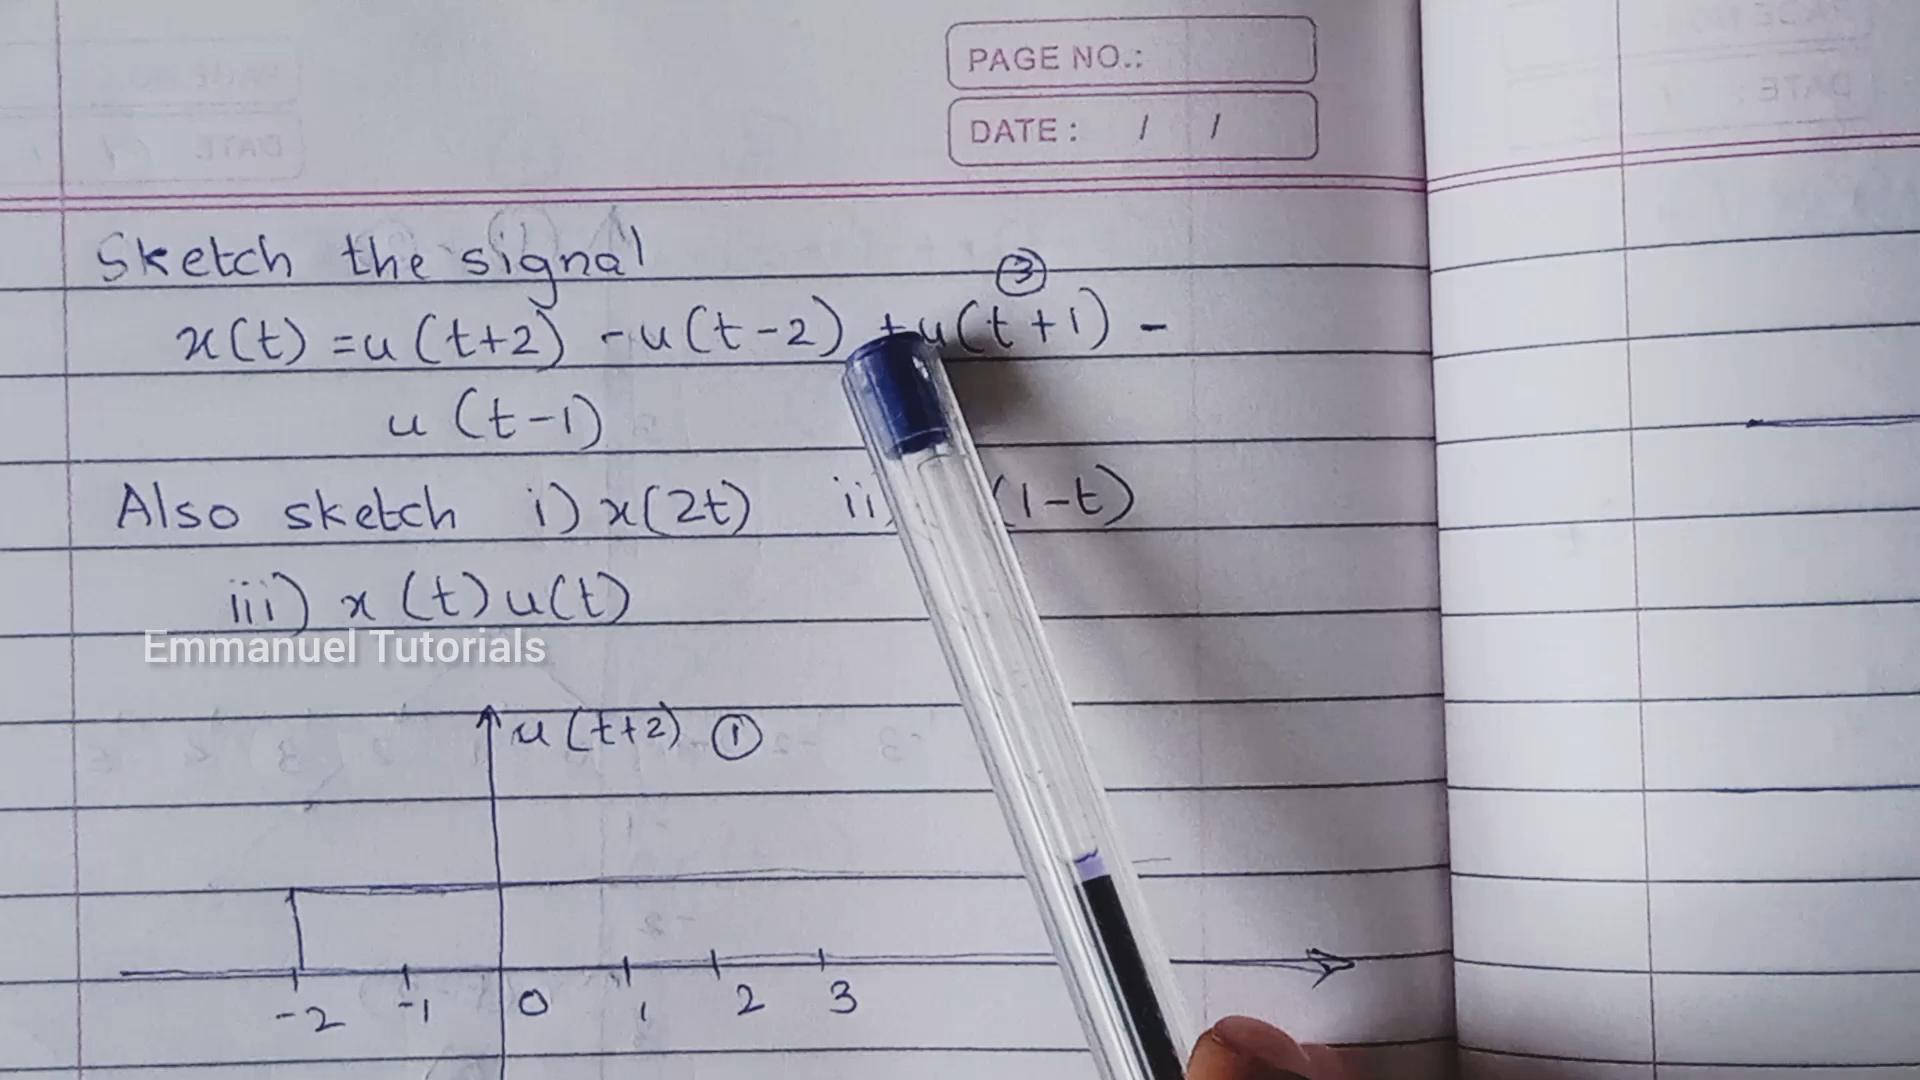 PAGE NO.:
DATE : / /
Sketch the signal
③
x(t) = u(t+2) - u(t-2) + u(t+1) -
u(t-1)
Also sketch i) x(2t) ii) (1-t)
iii) x(t)u(t)
Emmanuel Tutorials
u(t+2) ①
-2 -1 0 1 2 3